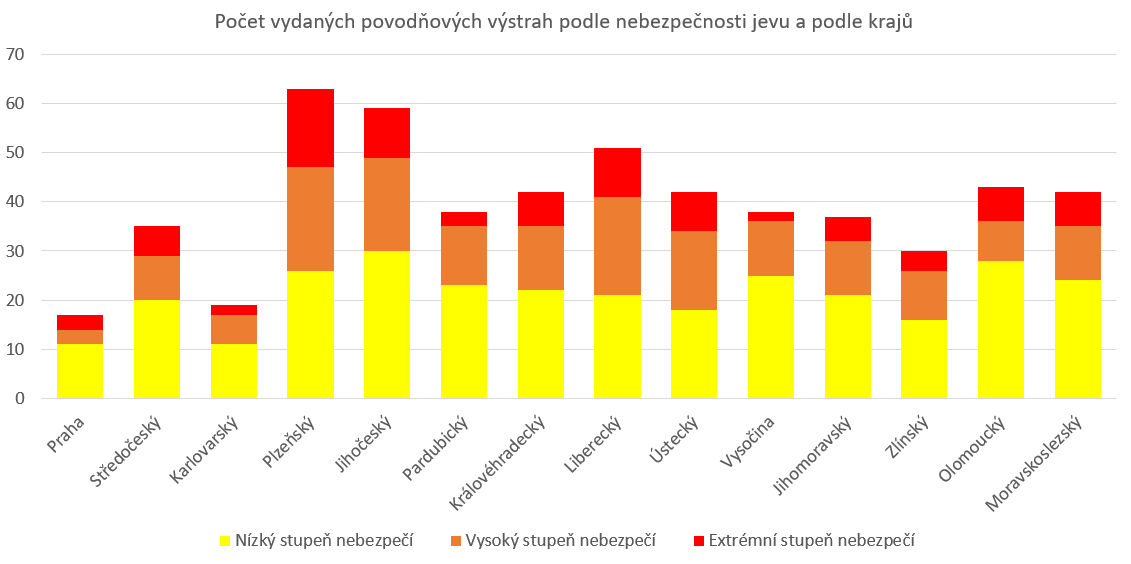 Počet vydaných povodňových výstrah podle nebezpečnosti jevu a podle krajů
70
60
50
40
30
20
10
0
Praha
Středočeský
Karlovarský
Plzeňský
Jihočeský
Pardubický
Královéhradecký
Liberecký
Ústecký
Vysočina
Jihomoravský
Zlínský
Olomoucký
Moravskoslezský
Nízký stupeň nebezpečí
Vysoký stupeň nebezpečí
Extrémní stupeň nebezpečí